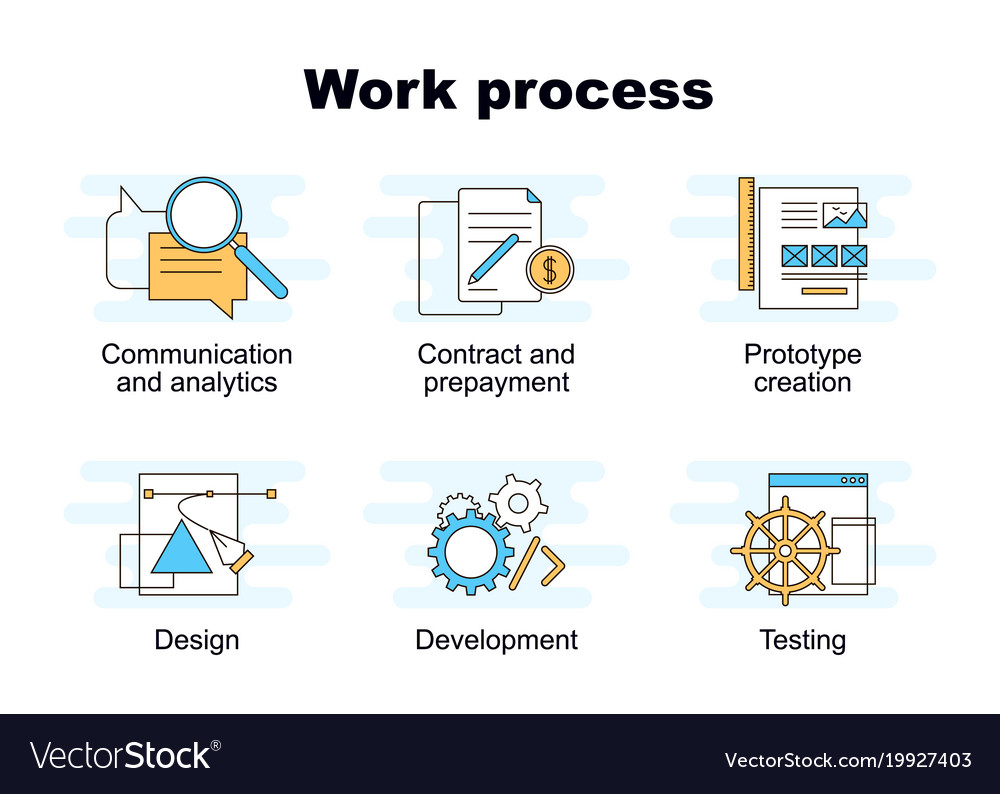 Work process
Communication
and analytics
Contract and
prepayment
Prototype
creation
$
Design
Development
Testing
VectorStock®
VectorStock.com/19927403